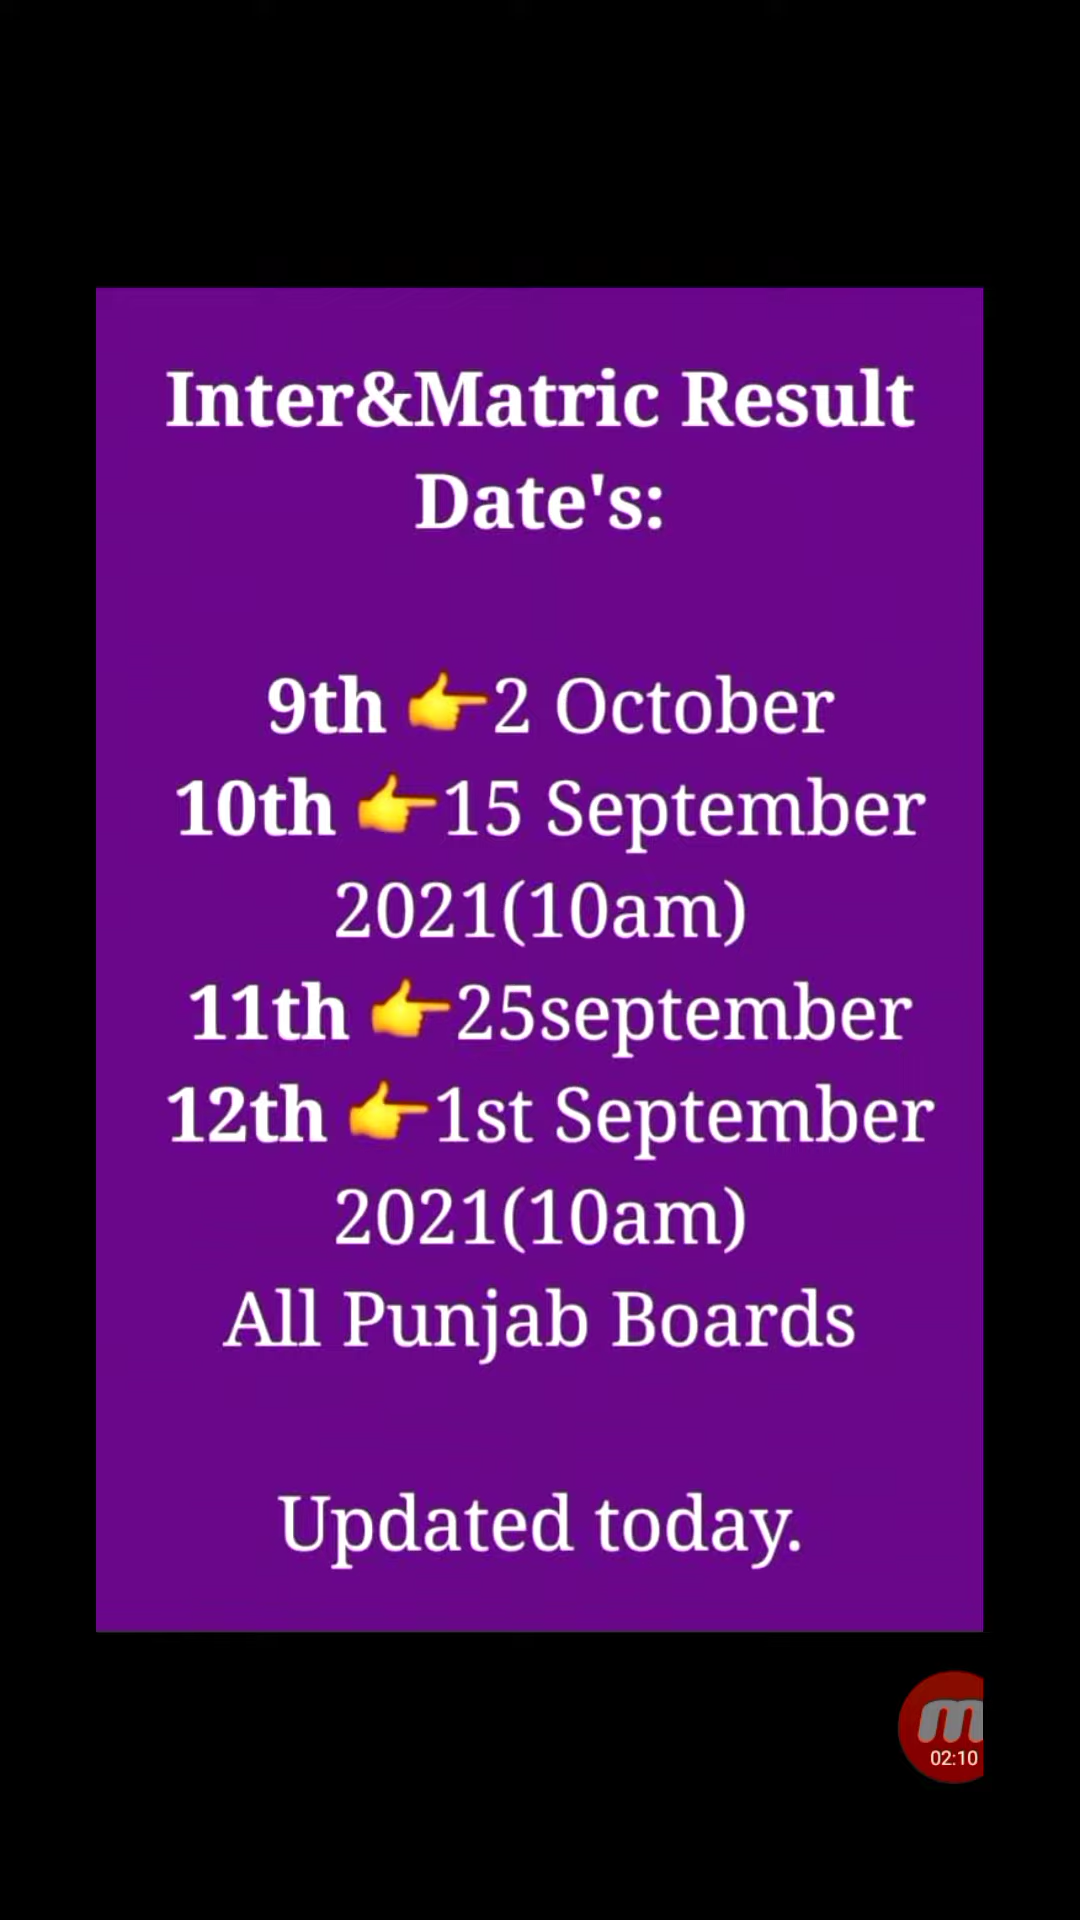 Inter&Matric Result
Date's:
9th 👉2 October
10th 👉15 September
2021(10am)
11th 👉25september
12th 👉1st September
2021(10am)
All Punjab Boards
Updated today.
m
02:10